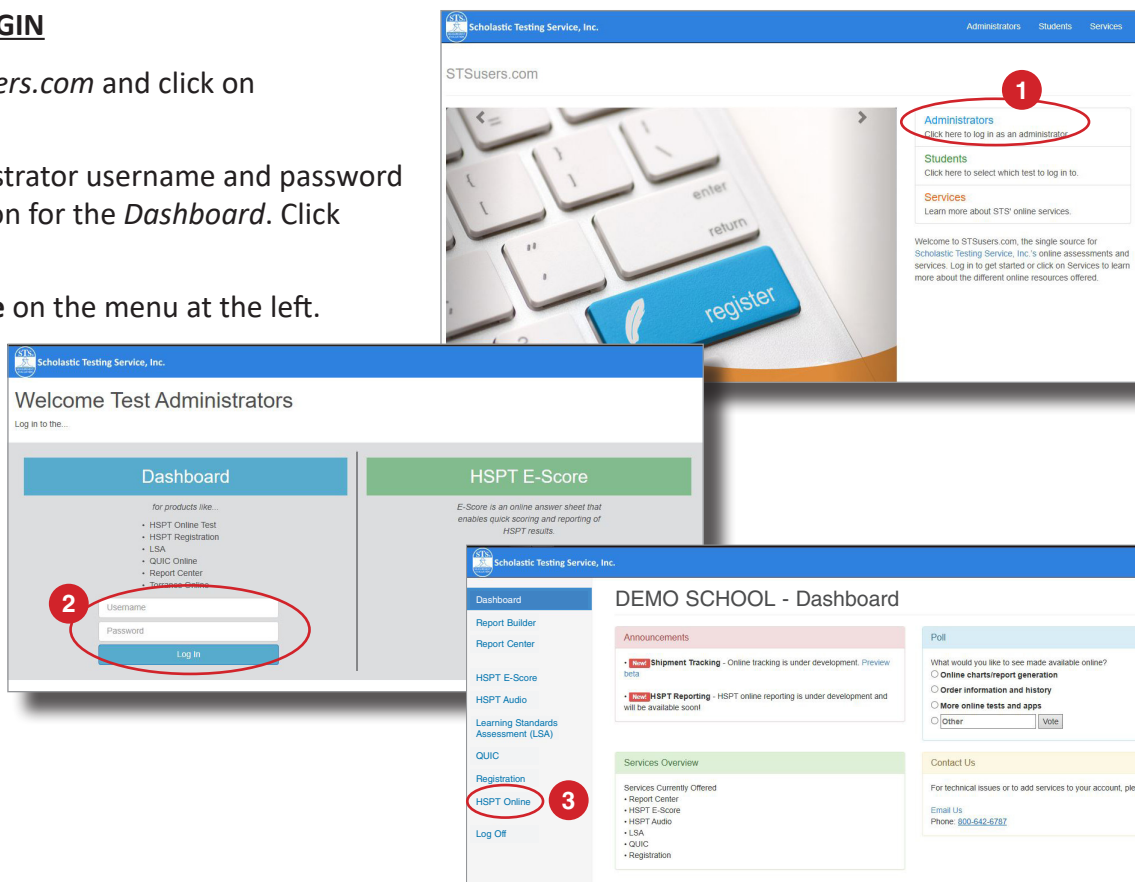 GIN
ers.com and click on
strator username and password
on for the Dashboard. Click
e on the menu at the left.
STS
Scholastic Testing Service, Inc.
Administrators Students Services
STSusers.com
enter
return
register
1
Administrators
Click here to log in as an administrator.
Students
Click here to select which test to log in to.
Services
Learn more about STS' online services.
Welcome to STSusers.com, the single source for
Scholastic Testing Service, Inc.'s online assessments and
services. Log in to get started or click on Services to learn
more about the different online resources offered.
STS
Scholastic Testing Service, Inc.
Welcome Test Administrators
Log in to the...
Dashboard
for products like...
• HSPT Online Test
• HSPT Registration
• LSA
• QUIC Online
• Report Center
• Torrance Online
2
Username
Password
Log In
HSPT E-Score
E-Score is an online answer sheet that
enables quick scoring and reporting of
HSPT results.
STS
Scholastic Testing Service, Inc.
Dashboard
Report Builder
Report Center
HSPT E-Score
HSPT Audio
Learning Standards
Assessment (LSA)
QUIC
Registration
HSPT Online
3
Log Off
DEMO SCHOOL - Dashboard
Announcements
• New! Shipment Tracking - Online tracking is under development. Preview
beta
• New! HSPT Reporting - HSPT online reporting is under development and
will be available soon!
Poll
What would you like to see made available online?
Online charts/report generation
Order information and history
More online tests and apps
Other Vote
Services Overview
Services Currently Offered
• Report Center
• HSPT E-Score
• HSPT Audio
• LSA
• QUIC
• Registration
Contact Us
For technical issues or to add services to your account, ple
Email Us
Phone: 800-642-6787